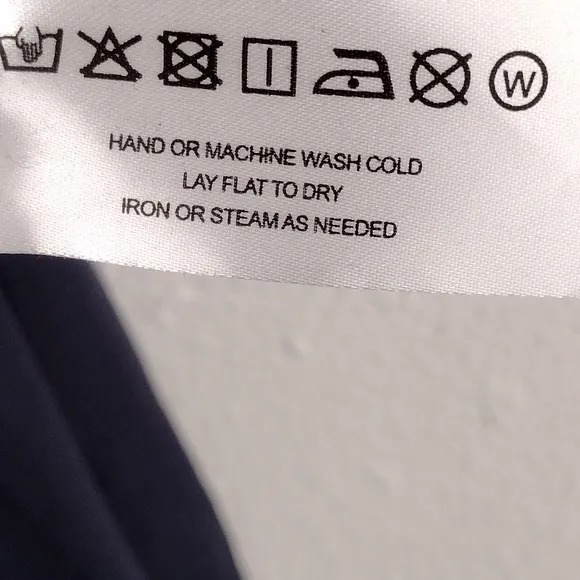 W
HAND OR MACHINE WASH COLD
LAY FLAT TO DRY
IRON OR STEAM AS NEEDED